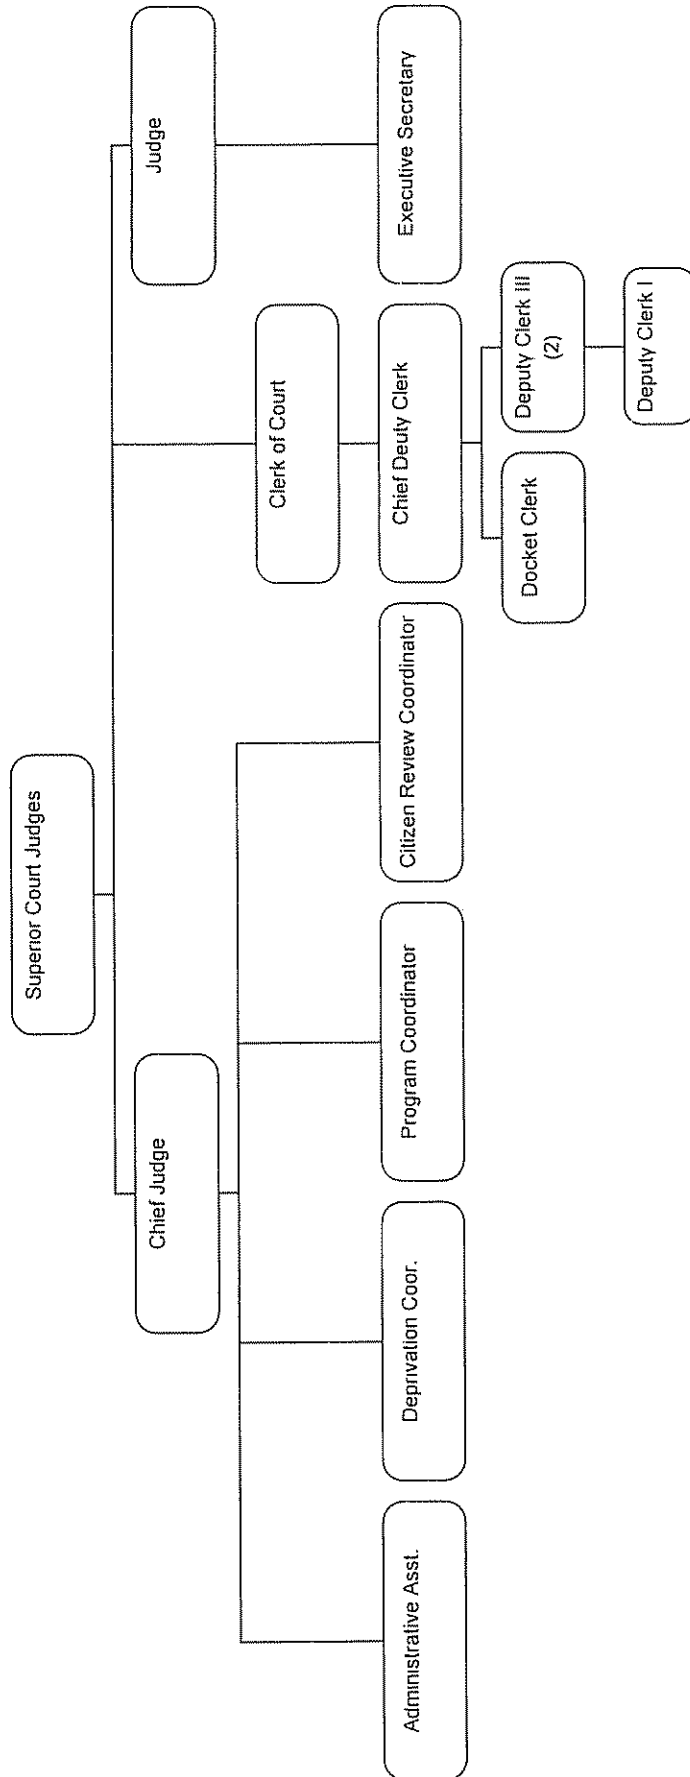 Superior Court Judges
Chief Judge
Judge
Clerk of Court
Administrative Asst.
Deprivation Coor.
Program Coordinator
Citizen Review Coordinator
Chief Deuty Clerk
Executive Secretary
Docket Clerk
Deputy Clerk III
(2)
Deputy Clerk I